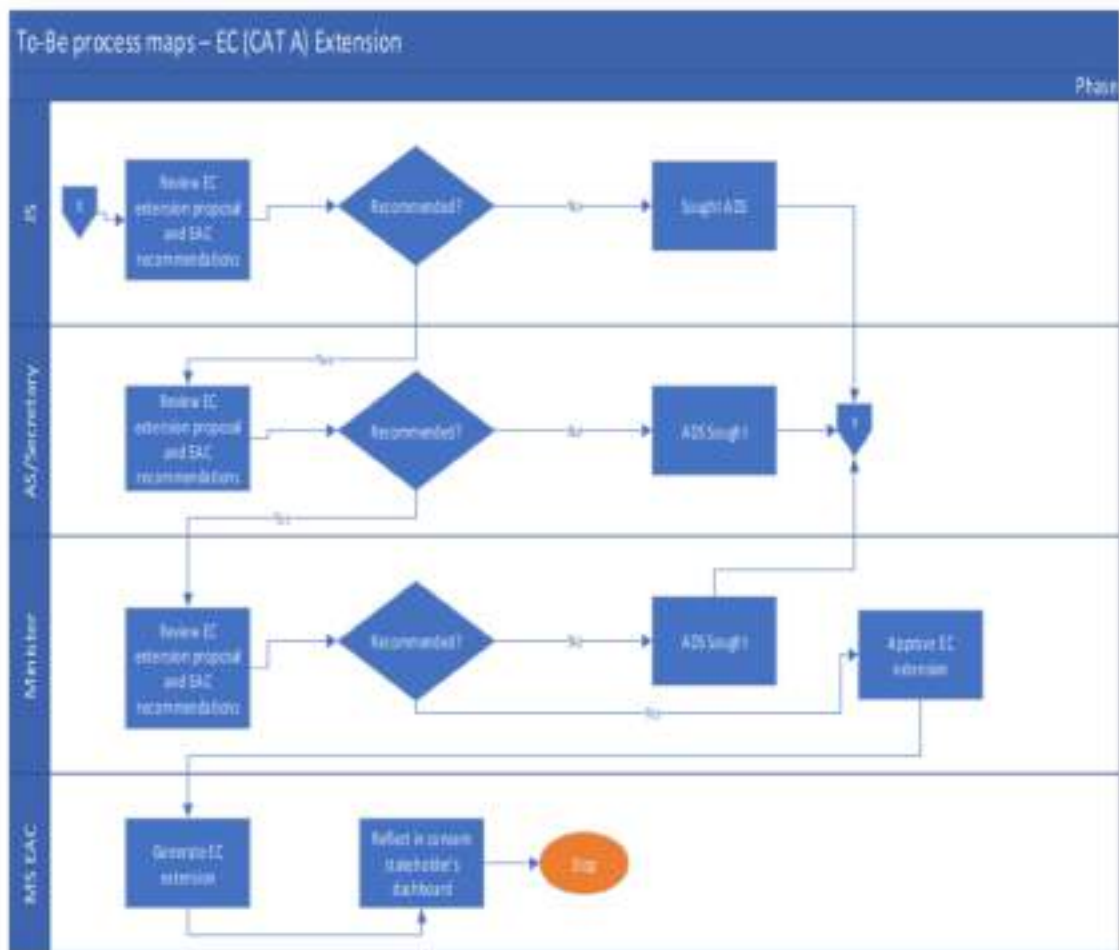 To-Be process maps – EC (CAT A) Extension
Phase
JS
Review EC
extension proposal
and EAC
recommendations
Recommended?
No
Sought ADS
AS/Secretary
Yes
Review EC
extension proposal
and EAC
recommendations
Recommended?
No
ADS Sought
Yes
Minister
Review EC
extension proposal
and EAC
recommendations
Recommended?
No
ADS Sought
Approve EC
extension
MS EAC
Generate EC
extension
Reflect in concern
stakeholder's
dashboard
Stop